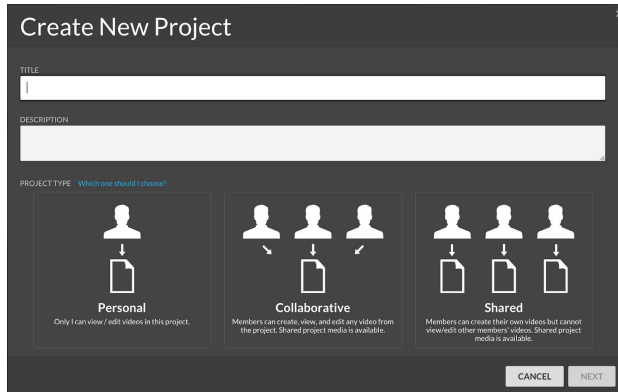 Create New Project
TITLE
DESCRIPTION
PROJECT TYPE Which one should I choose?
Personal
Only I can view / edit videos in this project.
Collaborative
Members can create, view, and edit any video from
the project. Shared project media is available.
Shared
Members can create their own videos but cannot
view/edit other members' videos. Shared project
media is available.
CANCEL NEXT